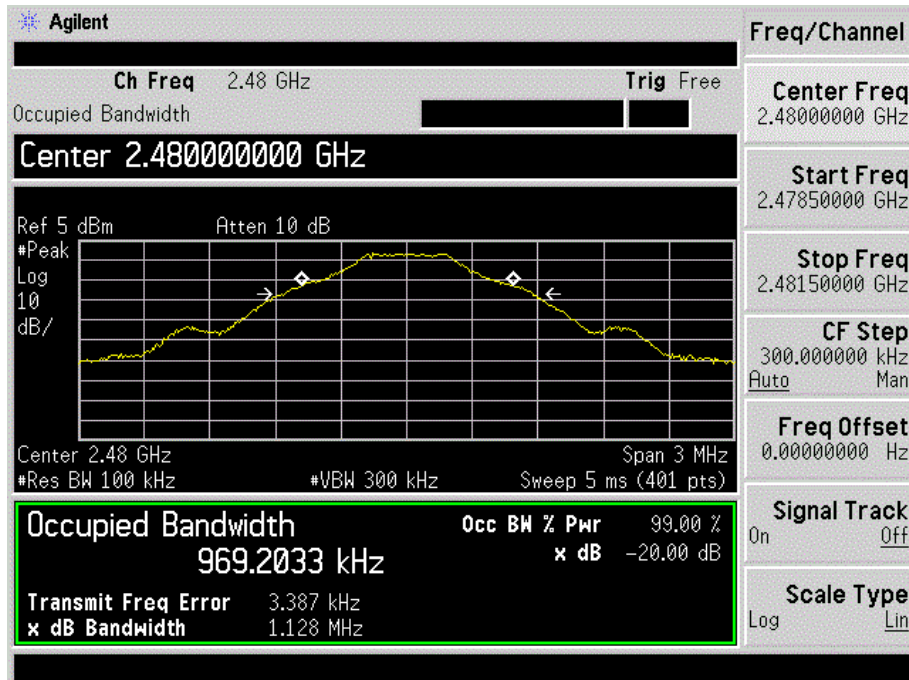 Agilent
Freq/Channel
Ch Freq 2.48 GHz Trig Free
Occupied Bandwidth
Center 2.480000000 GHz
Ref 5 dBm Atten 10 dB
#Peak
Log
10
dB/
Center 2.48 GHz Span 3 MHz
#Res BW 100 kHz #VBW 300 kHz Sweep 5 ms (401 pts)
Occupied Bandwidth
969.2033 kHz
Occ BW % Pwr 99.00 %
x dB -20.00 dB
Transmit Freq Error 3.387 kHz
x dB Bandwidth 1.128 MHz
Center Freq
2.48000000 GHz
Start Freq
2.47850000 GHz
Stop Freq
2.48150000 GHz
CF Step
300.000000 kHz
Auto Man
Freq Offset
0.00000000 Hz
Signal Track
On Off
Scale Type
Log Lin